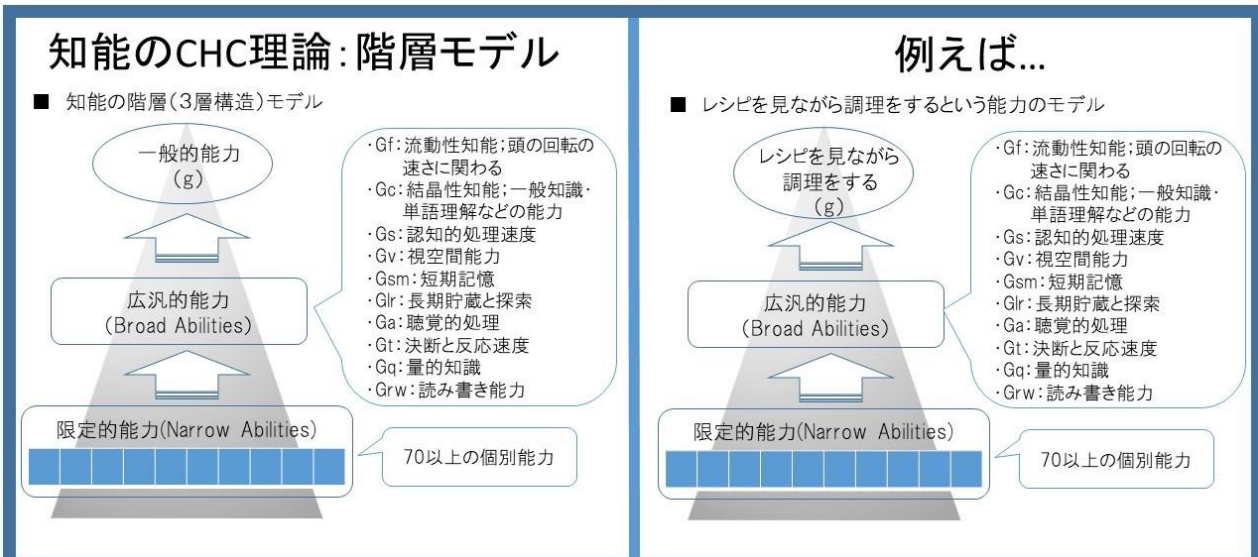 知能のCHC理論:階層モデル
■ 知能の階層(3層構造)モデル
一般的能力
(g)
広汎的能力
(Broad Abilities)
限定的能力(Narrow Abilities)
・Gf:流動性知能;頭の回転の
速さに関わる
・Gc:結晶性知能;一般知識・
単語理解などの能力
・Gs:認知的処理速度
・Gv:視空間能力
・Gsm:短期記憶
・Glr:長期貯蔵と探索
・Ga:聴覚的処理
・Gt:決断と反応速度
・Gq:量的知識
・Grw:読み書き能力
70以上の個別能力
例えば...
■ レシピを見ながら調理をするという能力のモデル
レシピを見ながら
調理をする
(g)
広汎的能力
(Broad Abilities)
限定的能力(Narrow Abilities)
・Gf:流動性知能;頭の回転の
速さに関わる
・Gc:結晶性知能;一般知識・
単語理解などの能力
・Gs:認知的処理速度
・Gv:視空間能力
・Gsm:短期記憶
・Glr:長期貯蔵と探索
・Ga:聴覚的処理
・Gt:決断と反応速度
・Gq:量的知識
・Grw:読み書き能力
70以上の個別能力